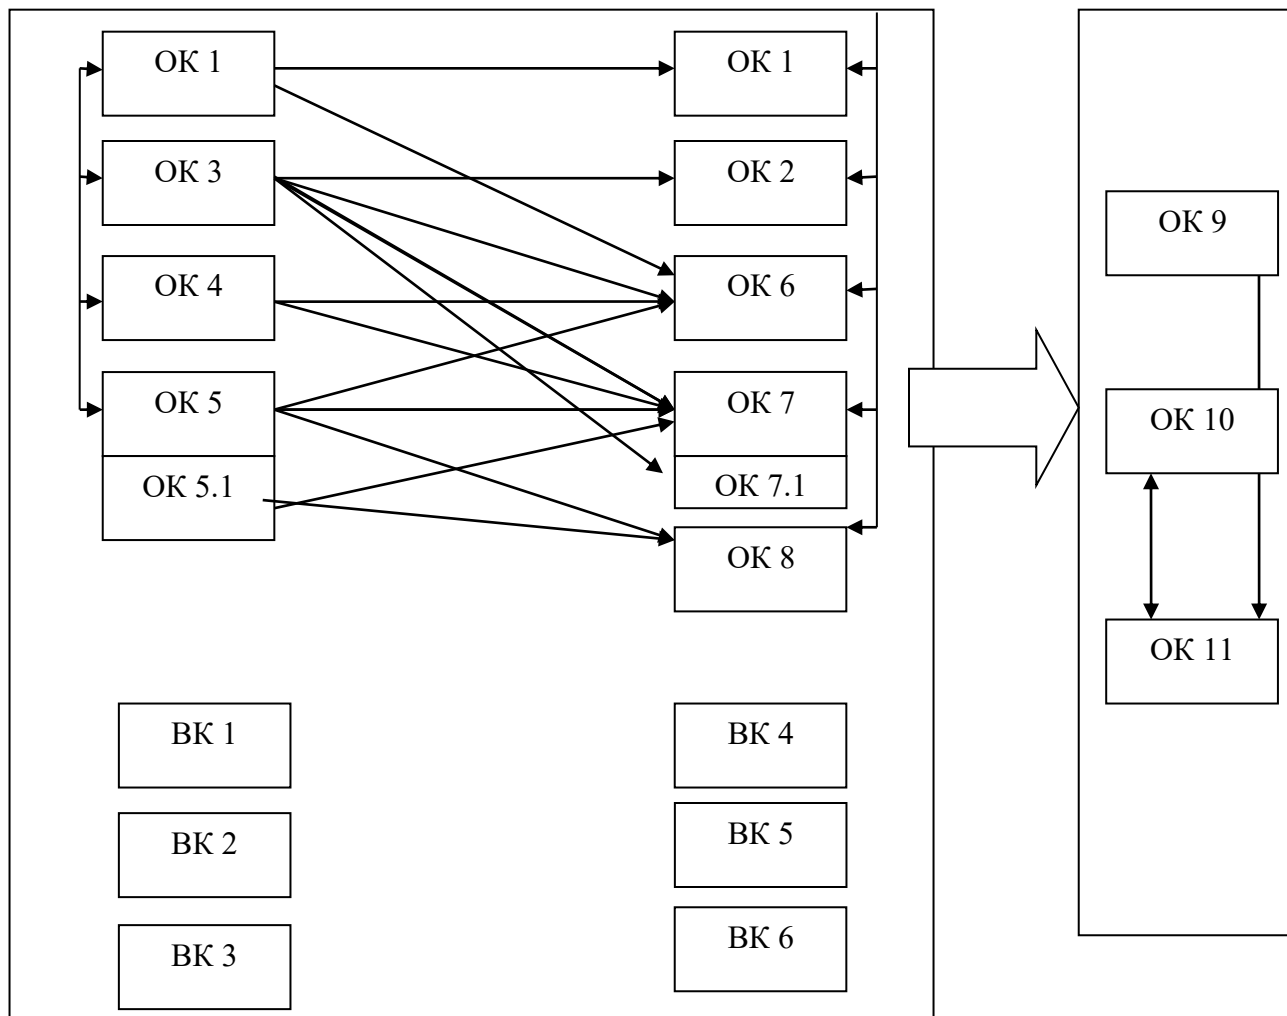 ОК 1
ОК 3
ОК 4
ОК 5
ОК 5.1
ОК 1
ОК 2
ОК 6
ОК 7
ОК 7.1
ОК 8
ВК 1
ВК 2
ВК 3
ВК 4
ВК 5
ВК 6
ОК 9
ОК 10
ОК 11